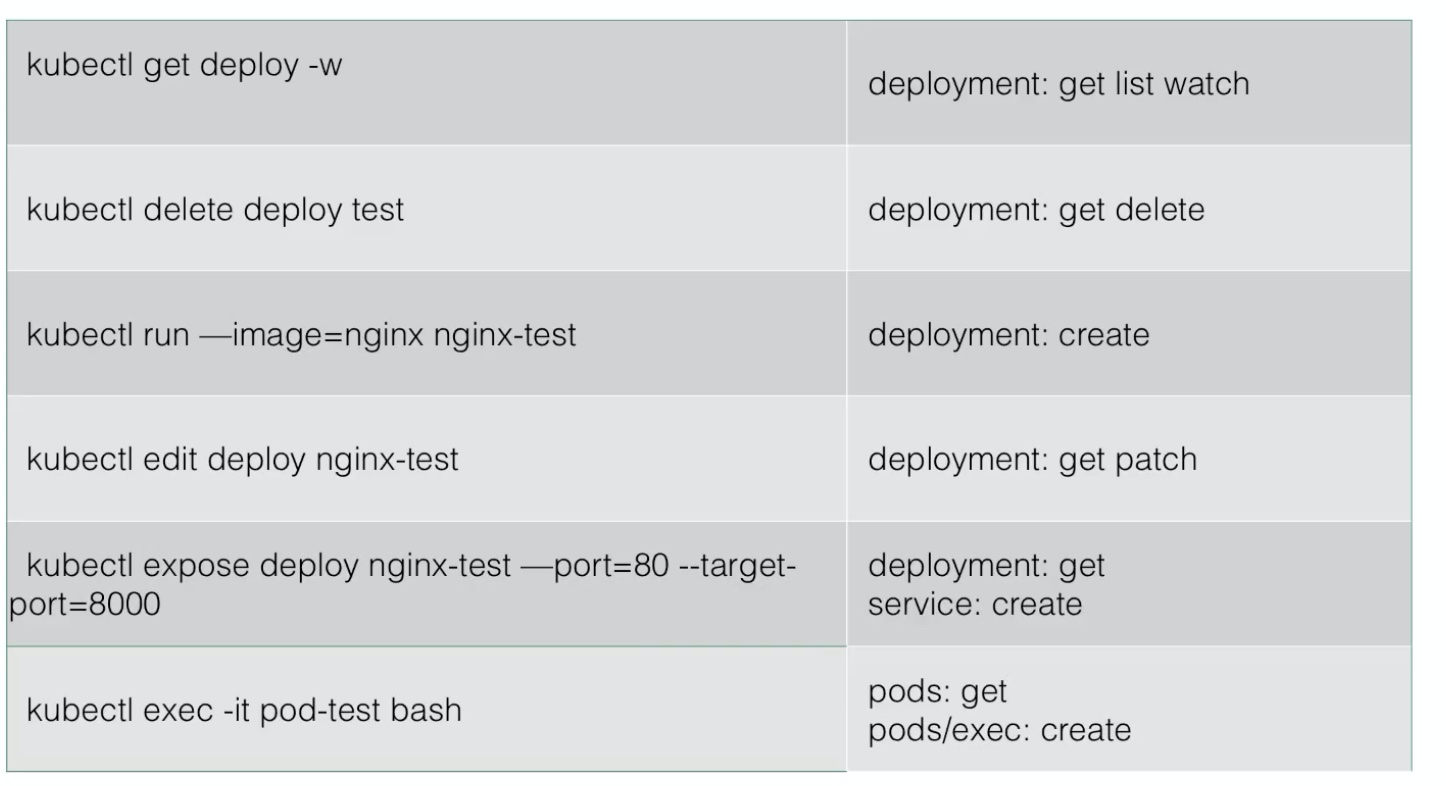 kubectl get deploy -w
deployment: get list watch
kubectl delete deploy test
deployment: get delete
kubectl run —image=nginx nginx-test
deployment: create
kubectl edit deploy nginx-test
deployment: get patch
kubectl expose deploy nginx-test —port=80 --target-
port=8000
deployment: get
service: create
kubectl exec -it pod-test bash
pods: get
pods/exec: create